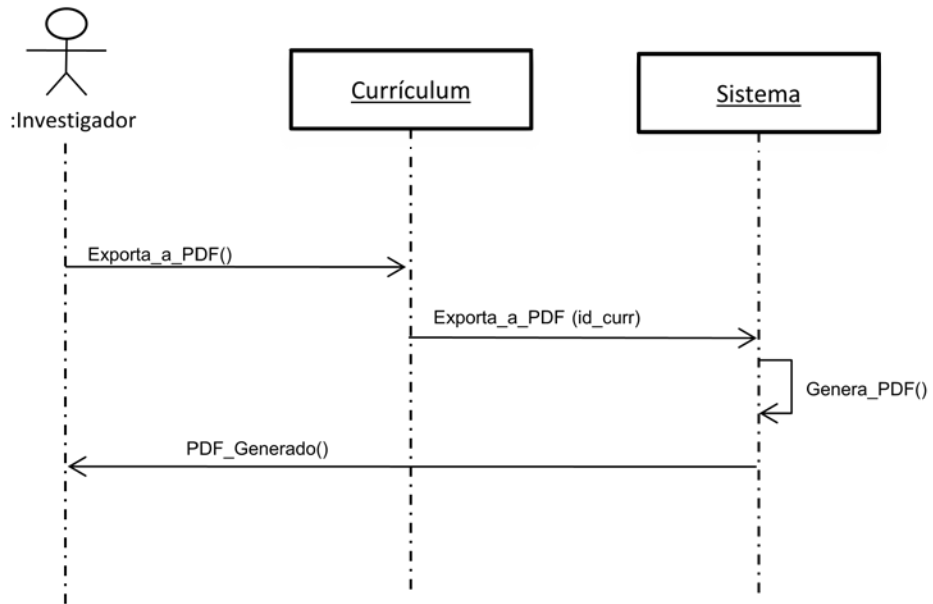 :Investigador
Currículum
Sistema
Exporta_a_PDF()
Exporta_a_PDF (id_curr)
Genera_PDF()
PDF_Generado()